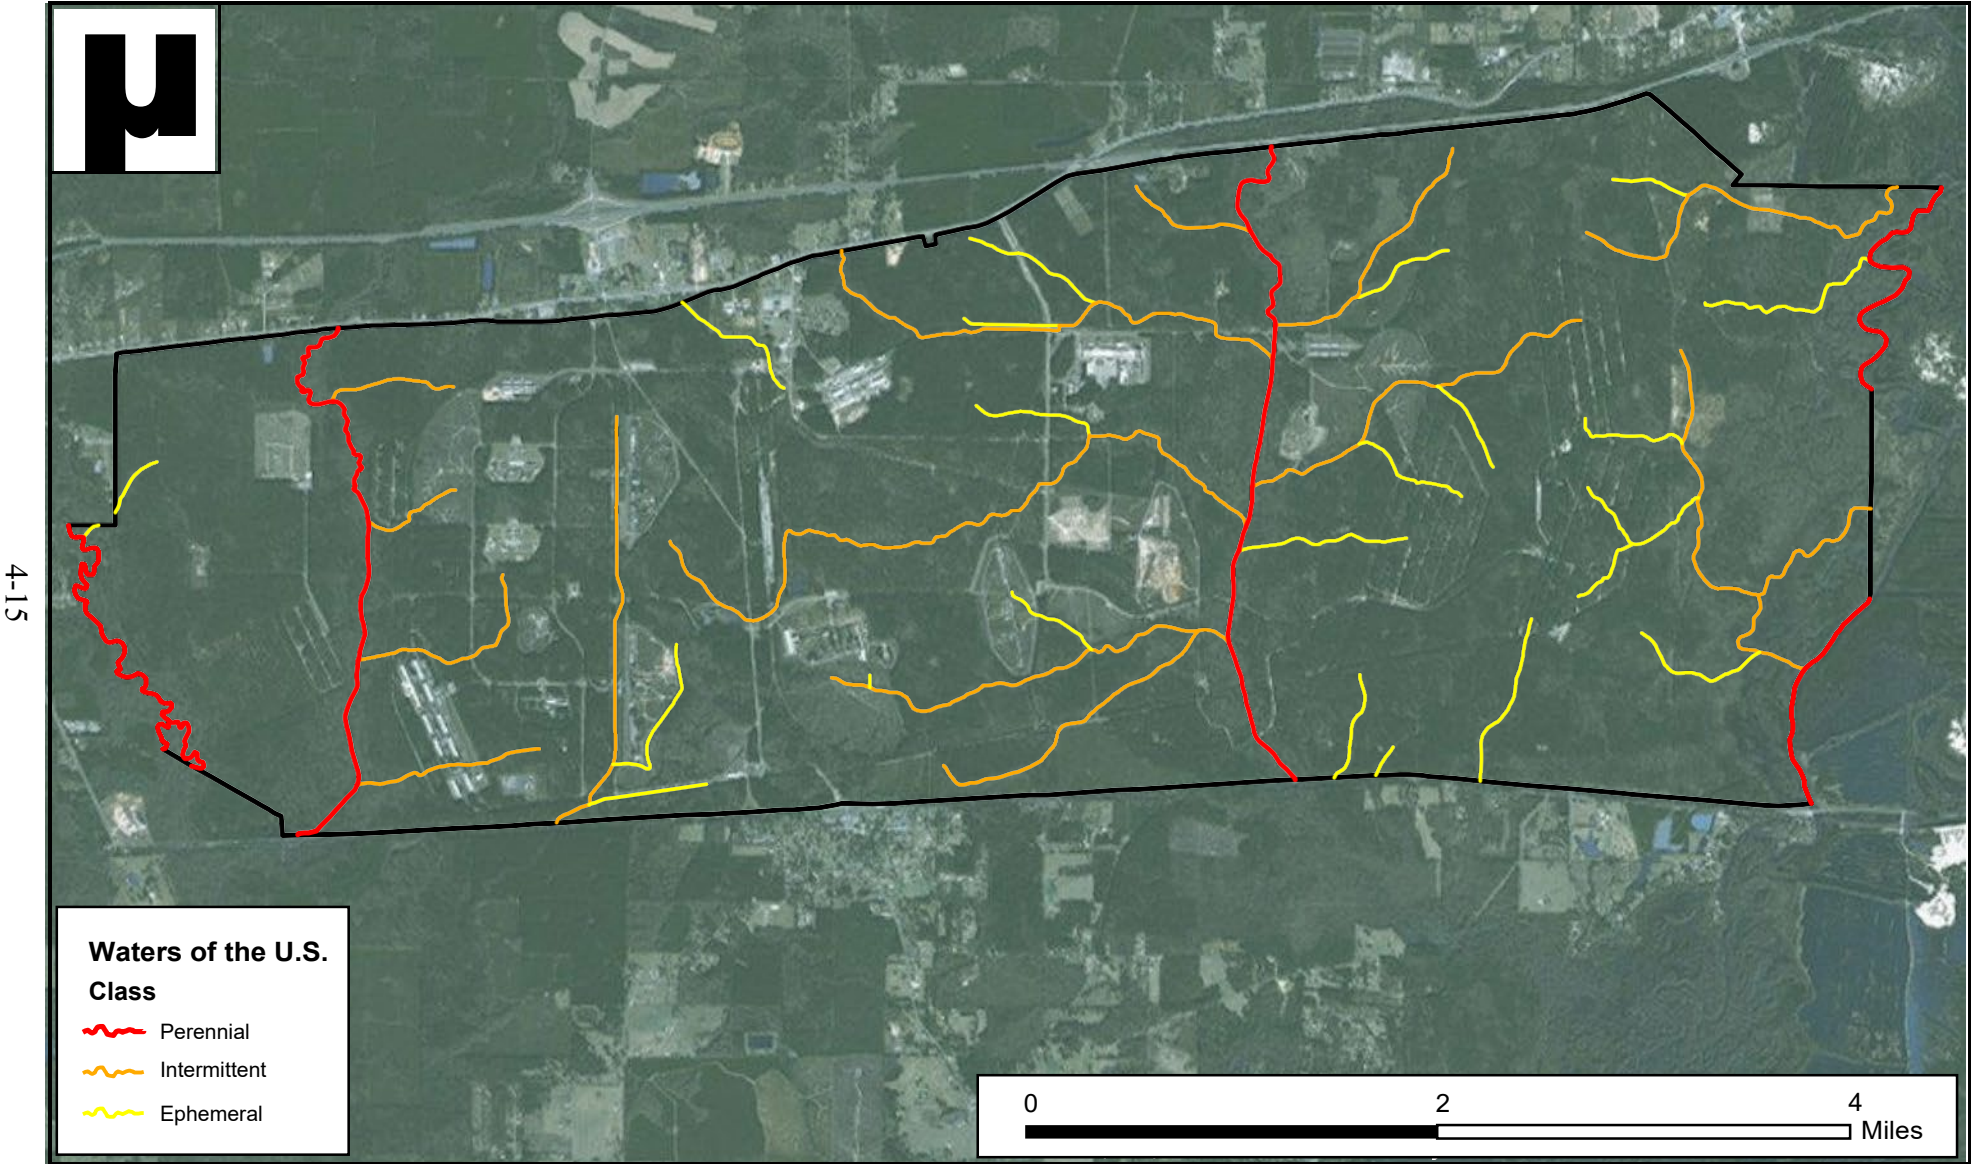 µ
4-15
Waters of the U.S.
Class
Perennial
Intermittent
Ephemeral
0 2 4
Miles